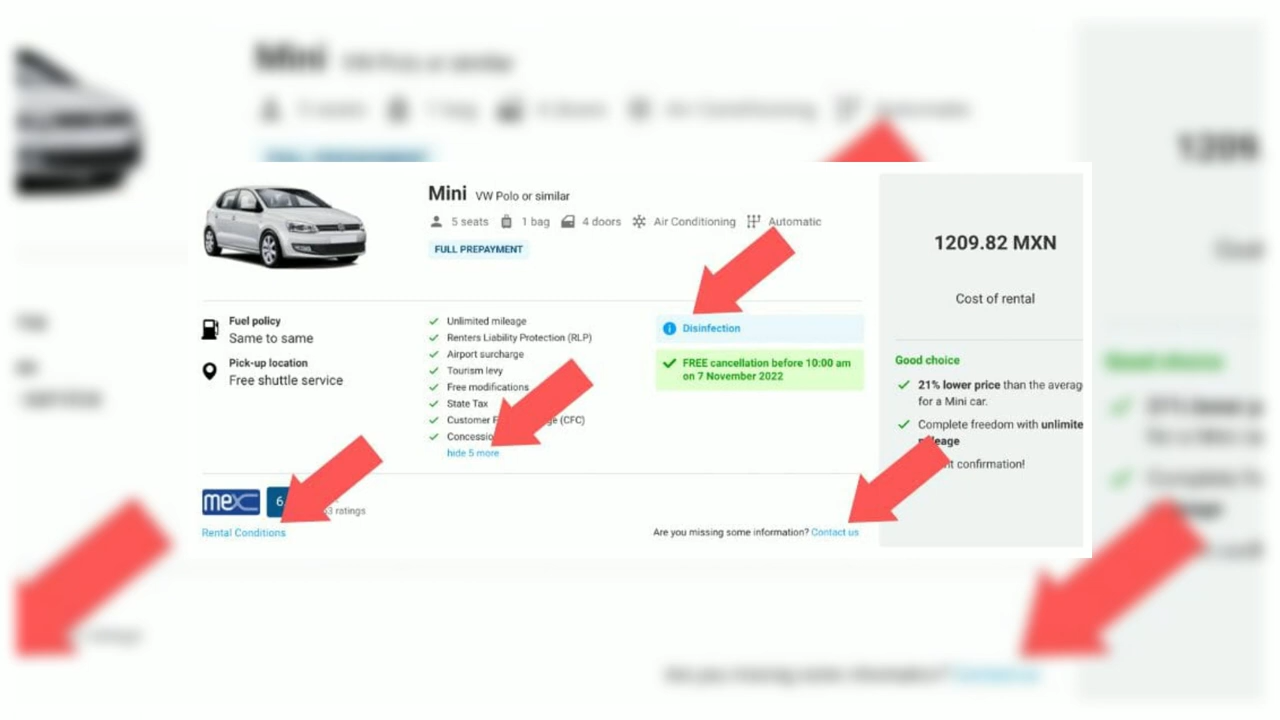 Mini VW Polo or similar
5 seats 1 bag 4 doors Air Conditioning Automatic
FULL PREPAYMENT
1209.82 MXN
Cost of rental
Fuel policy
Same to same
Pick-up location
Free shuttle service
Unlimited mileage
Renters Liability Protection (RLP)
Airport surcharge
Tourism levy
Free modifications
State Tax
Customer (CFC)
hide 5 more
Disinfection
FREE cancellation before 10:00 am
on 7 November 2022
Good choice
21% lower price than the
for a Mini car.
Complete freedom with
confirmation!
mex 6
ratings
Rental Conditions
Are you missing some information? Contact us